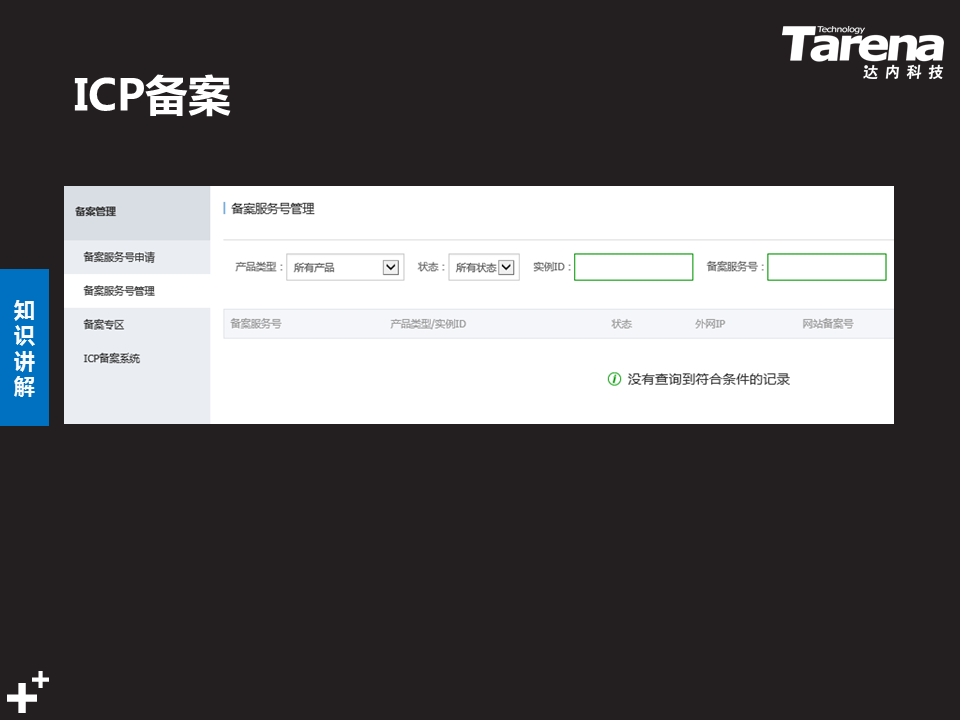 Technology
Tarena
达内科技
ICP备案
知识讲解
备案管理
备案服务号申请
备案服务号管理
备案专区
ICP备案系统
备案服务号管理
产品类型： 所有产品 状态： 所有状态 实例ID： 备案服务号：
备案服务号 产品类型/实例ID 状态 外网IP 网站备案号
没有查询到符合条件的记录